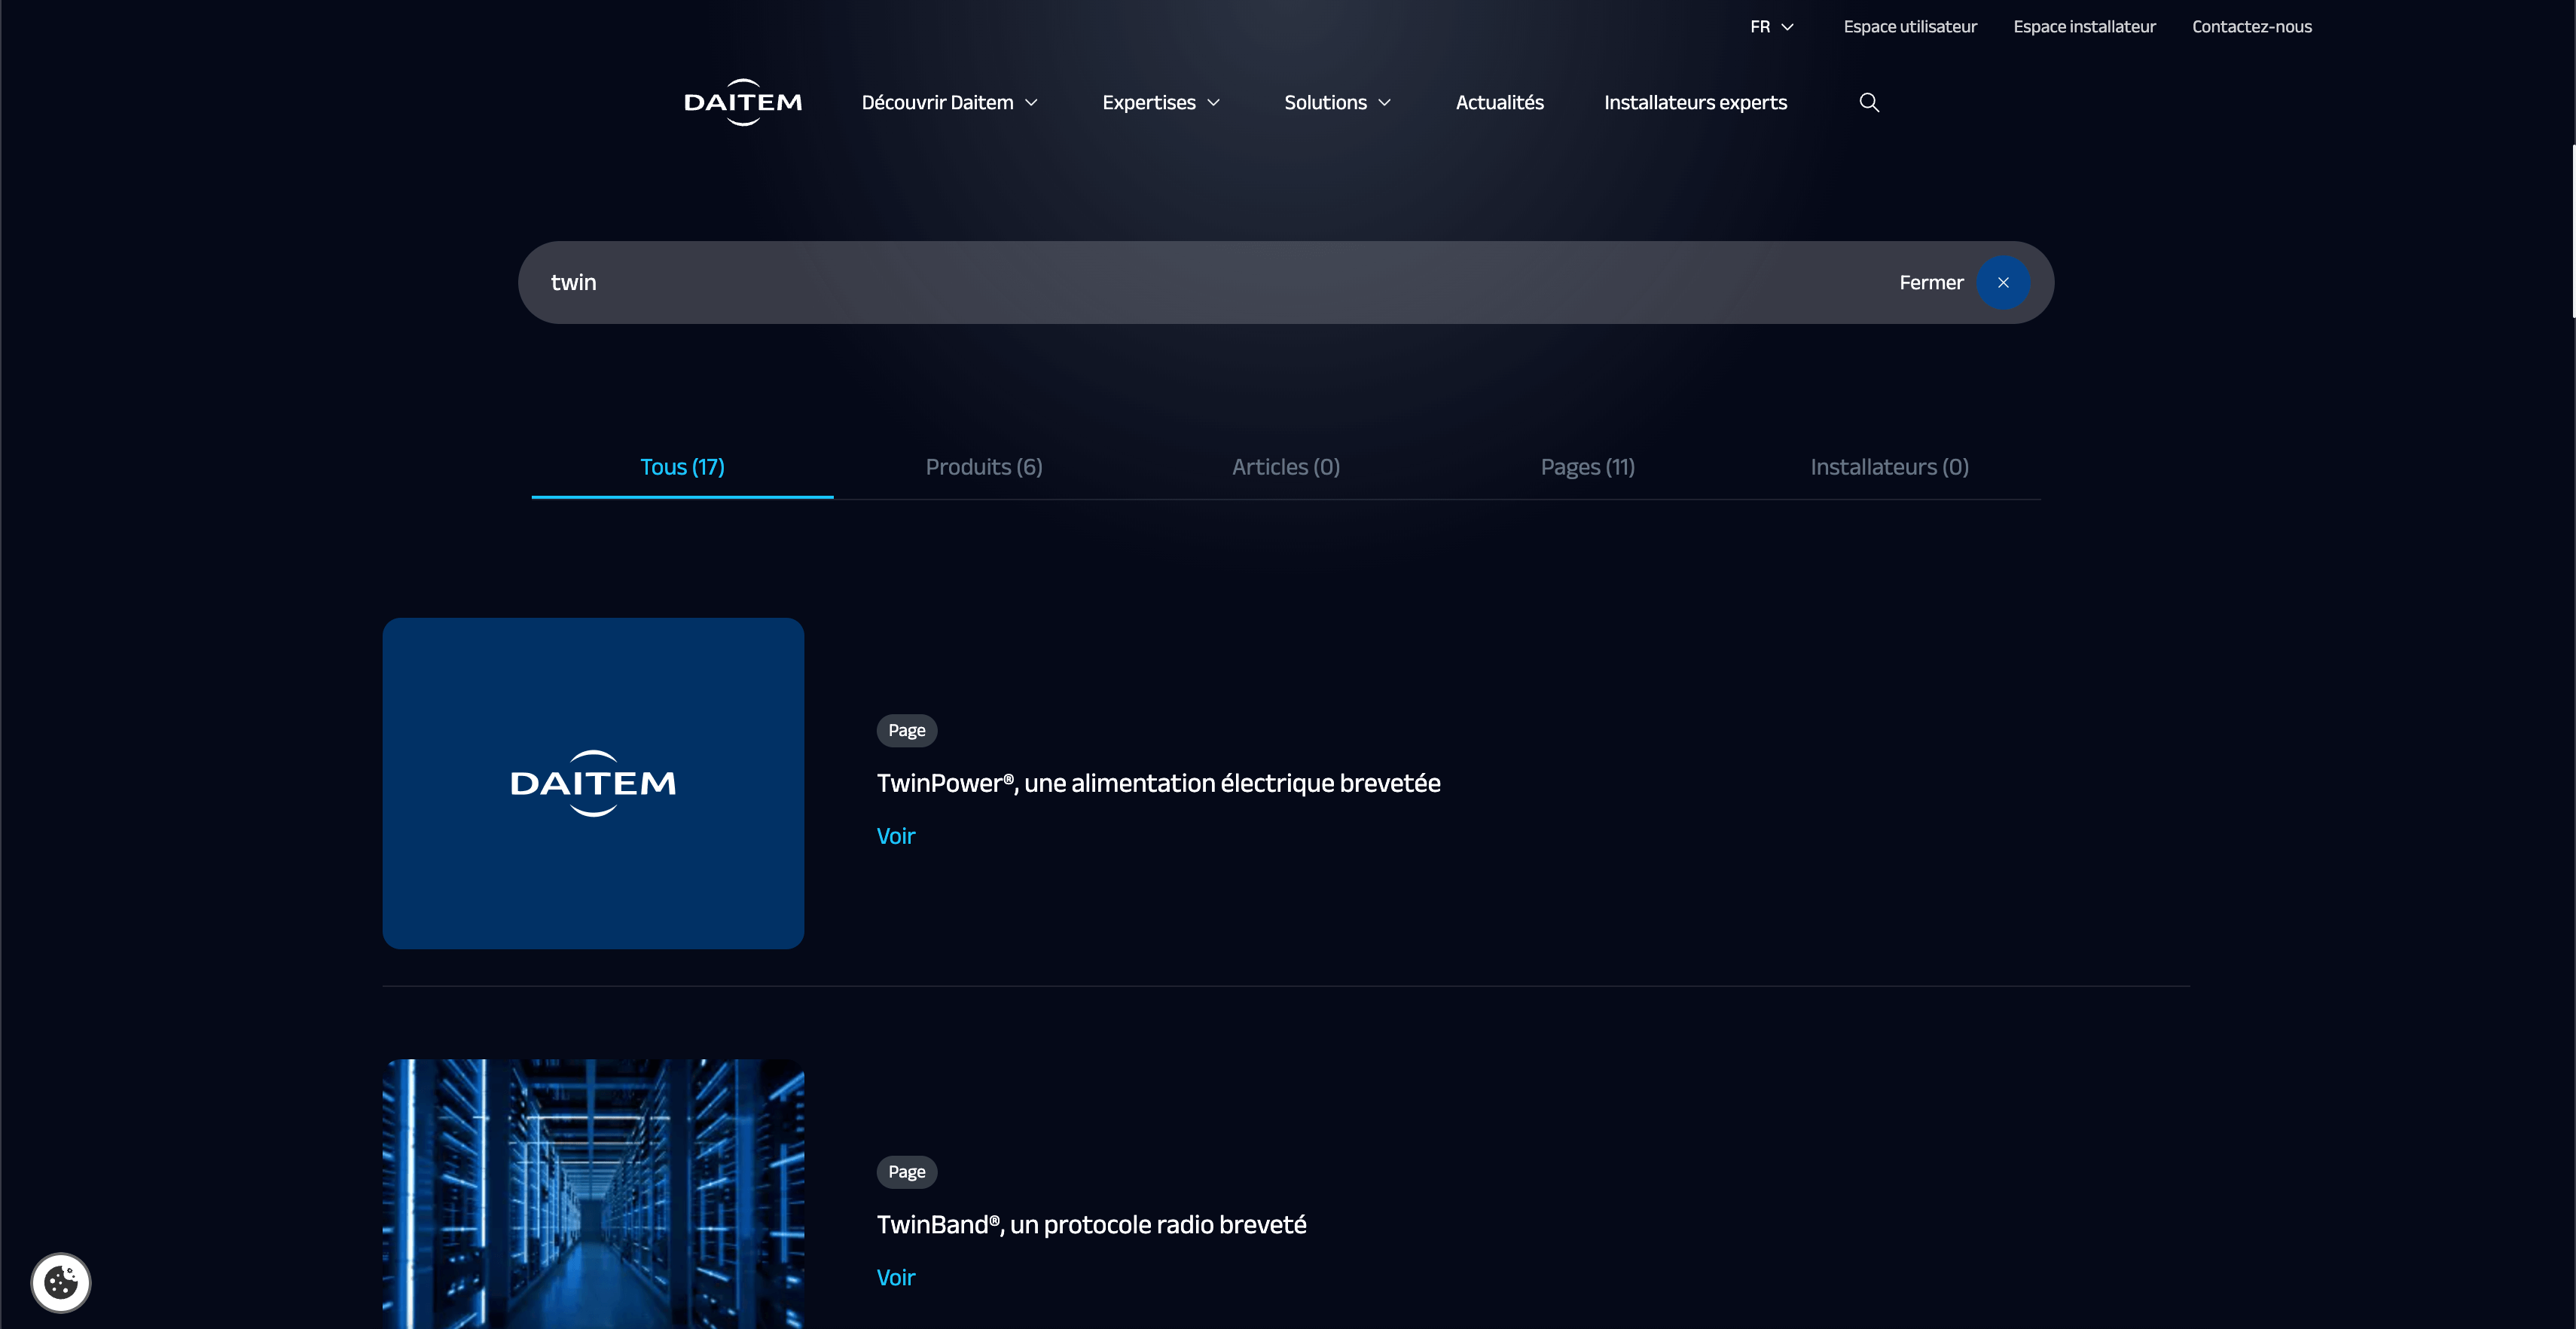 FR
Espace utilisateur
Espace installateur
Contactez-nous
DAITEM
Découvrir Daitem
Expertises
Solutions
Actualités
Installateurs experts
twin
Fermer
Tous (17)
Produits (6)
Articles (0)
Pages (11)
Installateurs (0)
DAITEM
Page
TwinPower®, une alimentation électrique brevetée
Voir
Page
TwinBand®, un protocole radio breveté
Voir